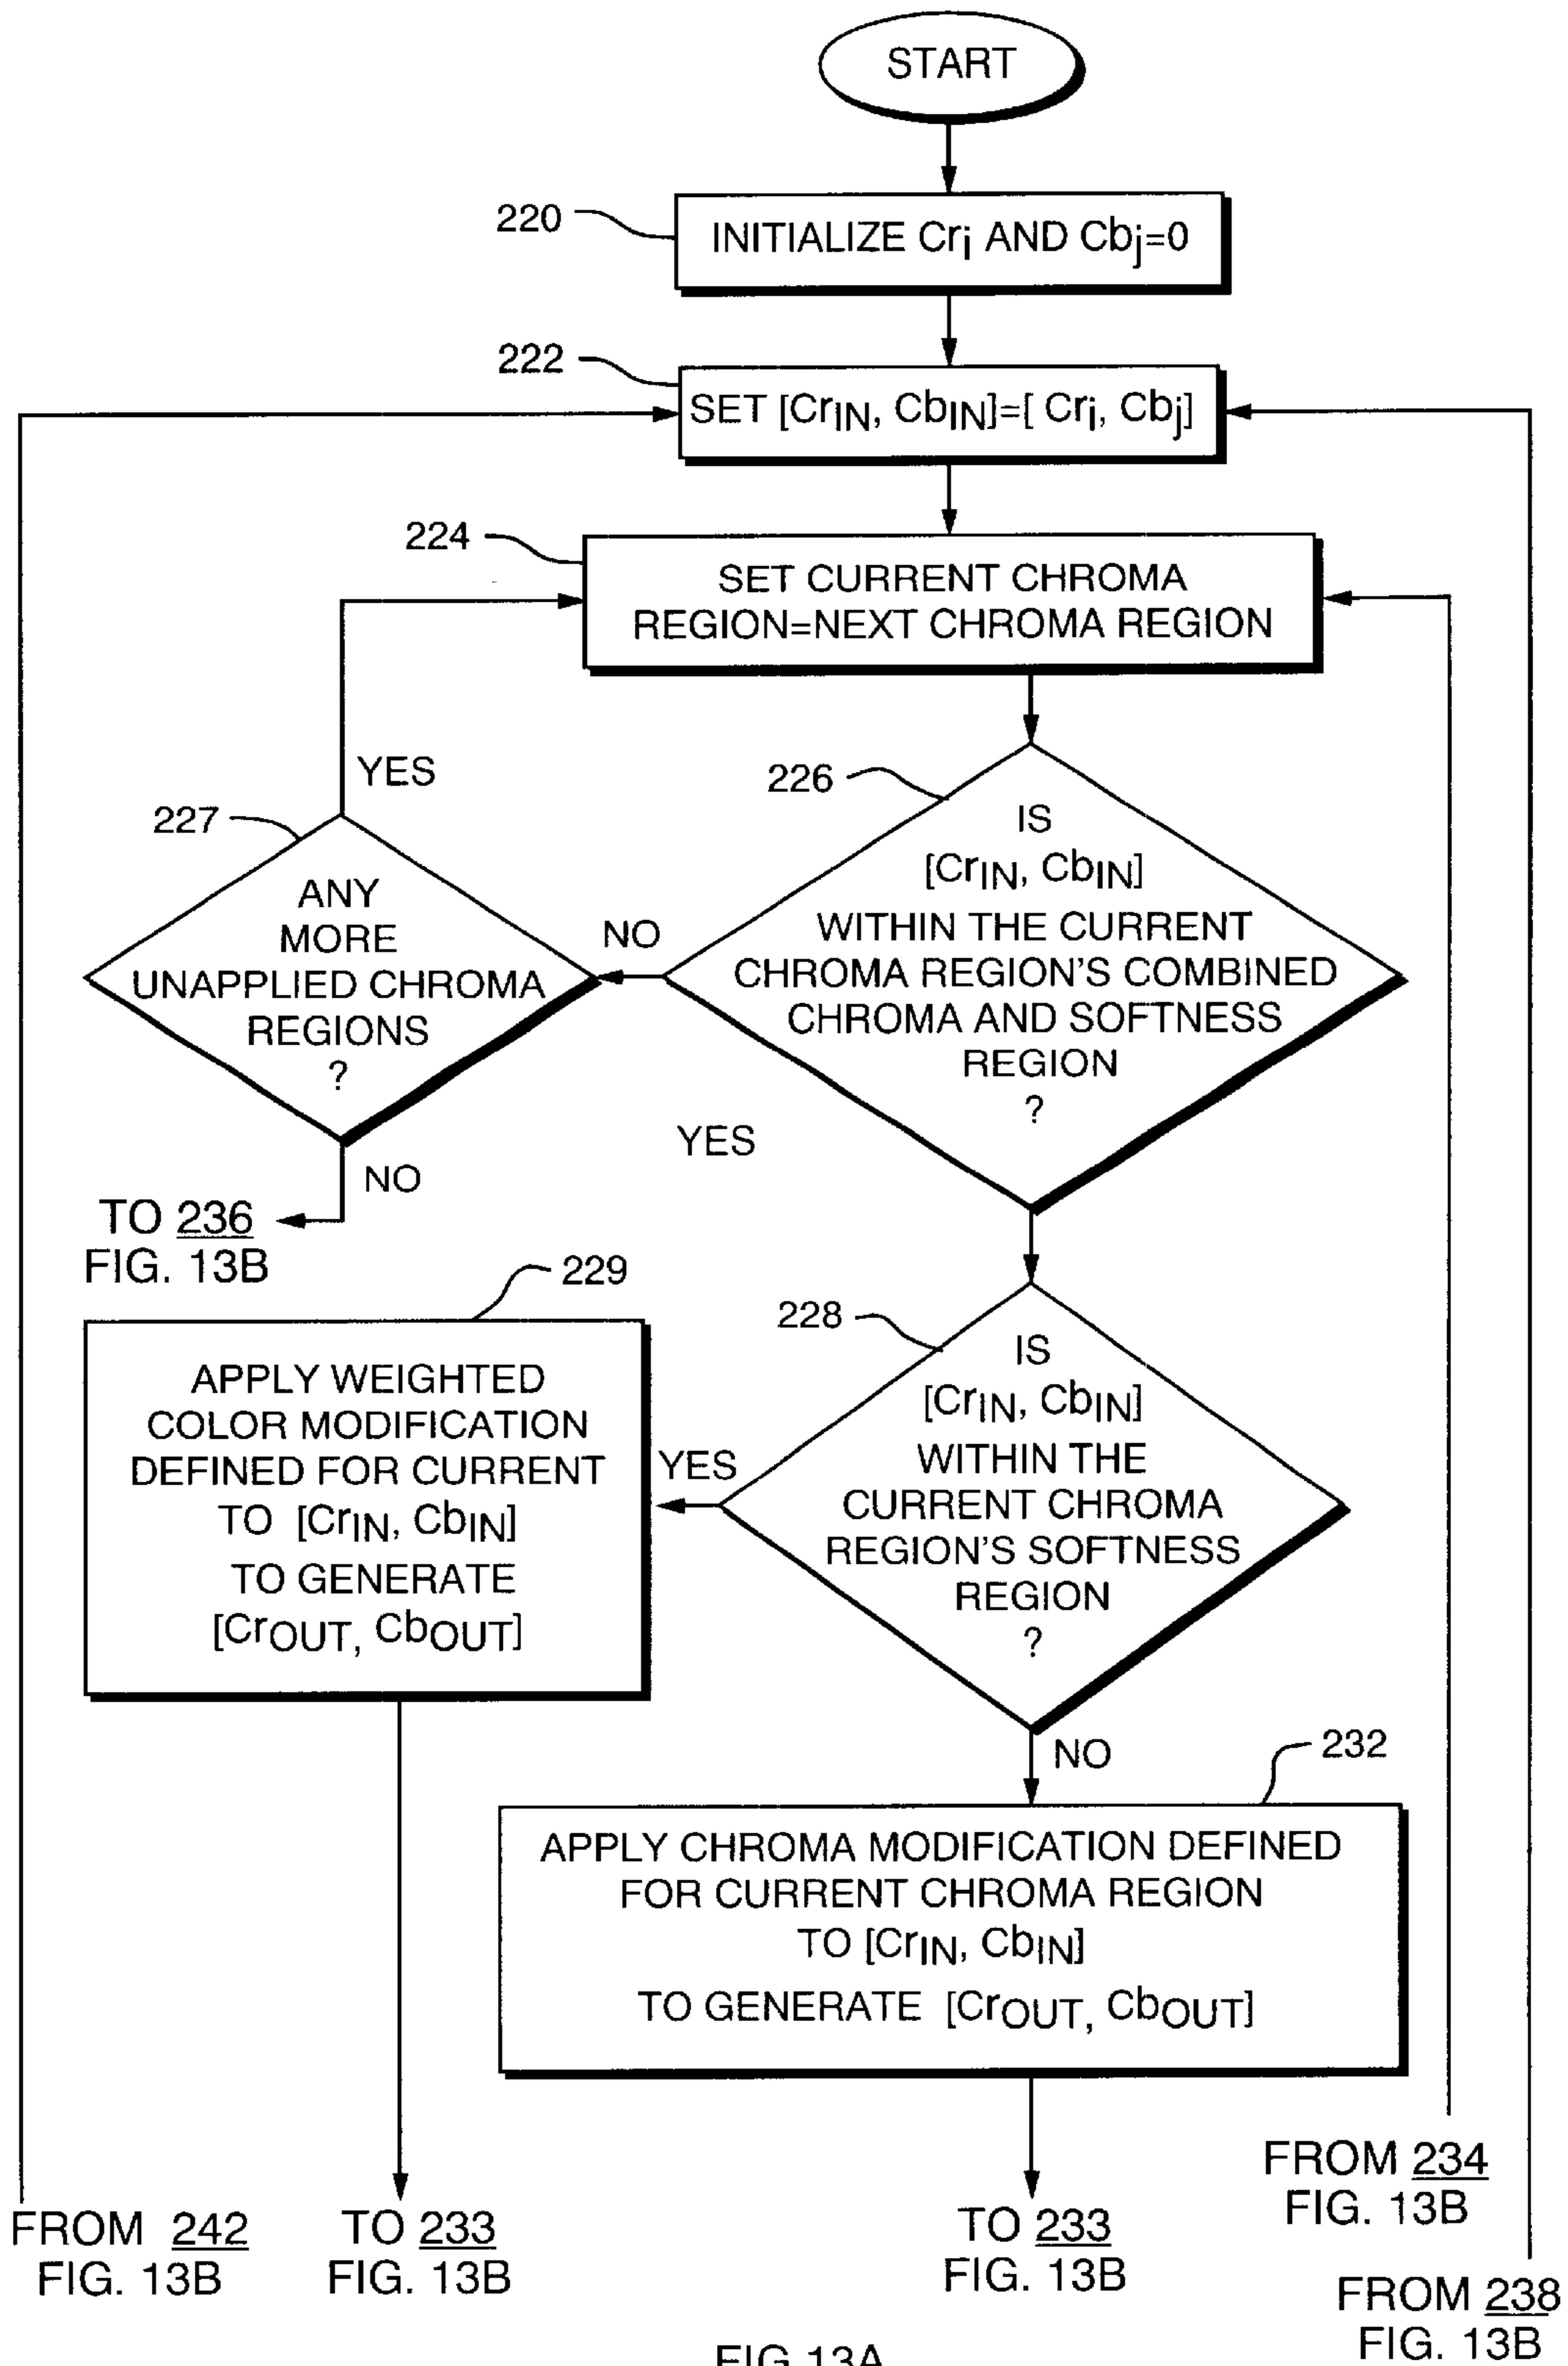 START
220
INITIALIZE Cri AND Cbj=0
222
SET [CrIN, CbIN]=[ Cri, Cbj]
224
SET CURRENT CHROMA
REGION=NEXT CHROMA REGION
YES
226
227
IS
[CrIN, CbIN]
WITHIN THE CURRENT
CHROMA REGION'S COMBINED
CHROMA AND SOFTNESS
REGION
?
ANY
MORE
UNAPPLIED CHROMA
REGIONS
?
NO
YES
NO
TO 236
FIG. 13B
229
228
IS
[CrIN, CbIN]
WITHIN THE
CURRENT CHROMA
REGION'S SOFTNESS
REGION
?
YES
APPLY WEIGHTED
COLOR MODIFICATION
DEFINED FOR CURRENT
TO [CrIN, CbIN]
TO GENERATE
[CrOUT, CbOUT]
NO
232
APPLY CHROMA MODIFICATION DEFINED
FOR CURRENT CHROMA REGION
TO [CrIN, CbIN]
TO GENERATE [CrOUT, CbOUT]
FROM 242
FIG. 13B
TO 233
FIG. 13B
TO 233
FIG. 13B
FROM 234
FIG. 13B
FROM 238
FIG. 13B
FIG 13A